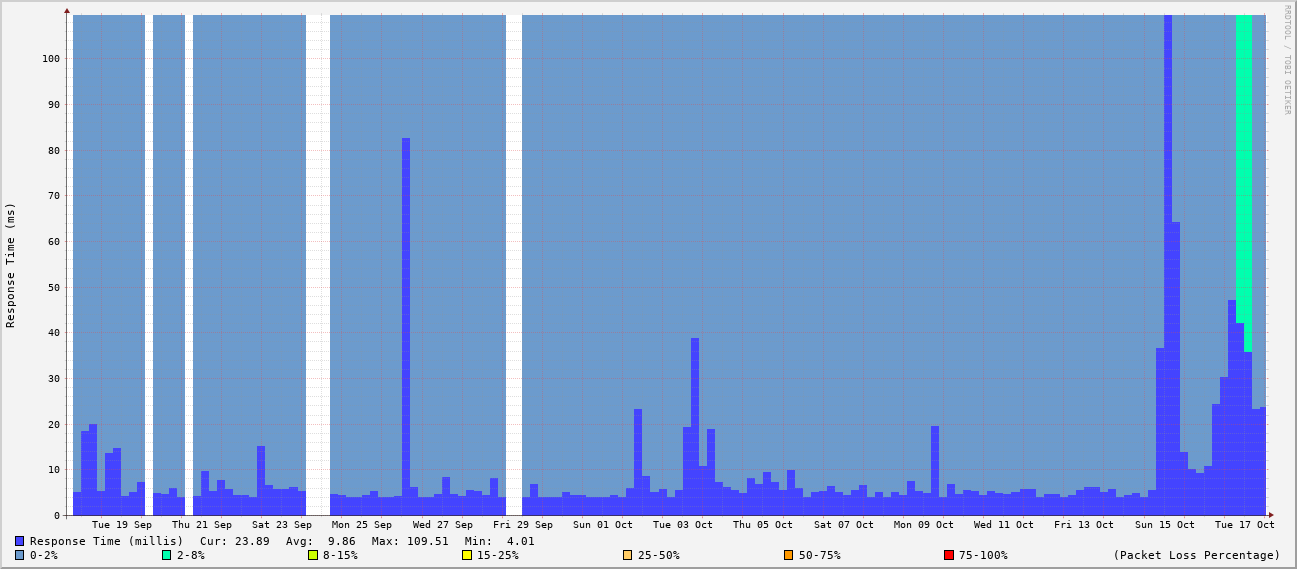 RRDTOOL / TOBI OETIKER
Response Time (ms)
100
90
80
70
60
50
40
30
20
10
0
Tue 19 Sep Thu 21 Sep Sat 23 Sep Mon 25 Sep Wed 27 Sep Fri 29 Sep Sun 01 Oct Tue 03 Oct Thu 05 Oct Sat 07 Oct Mon 09 Oct Wed 11 Oct Fri 13 Oct Sun 15 Oct Tue 17 Oct
Response Time (millis) Cur: 23.89 Avg: 9.86 Max: 109.51 Min: 4.01
0-2% 2-8% 8-15% 15-25% 25-50% 50-75% 75-100% (Packet Loss Percentage)